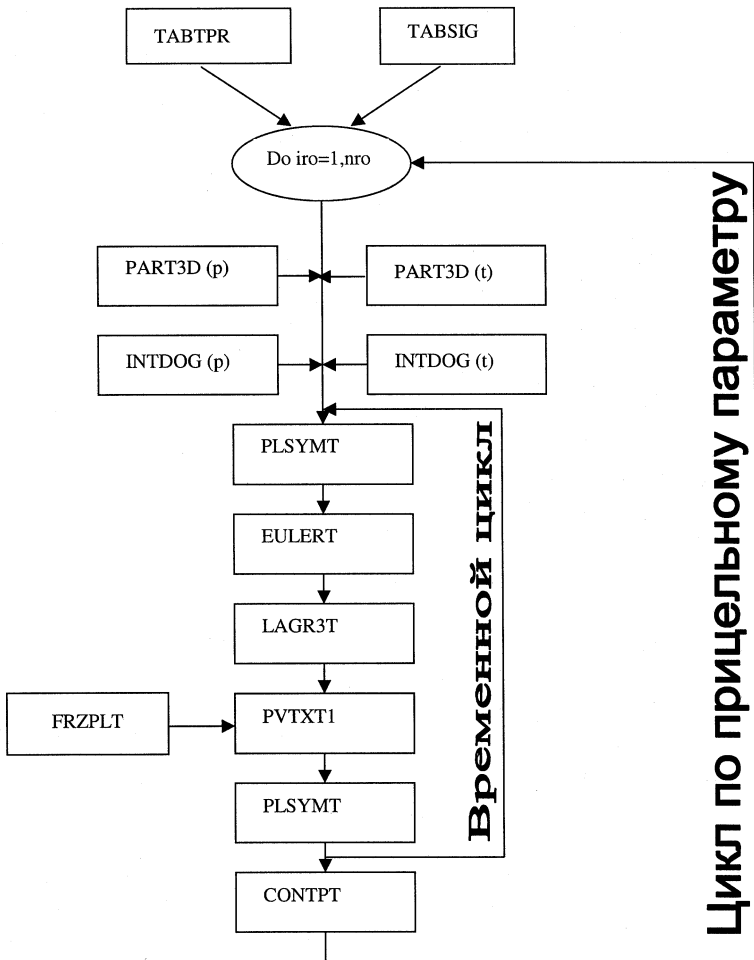 TABTPR
TABSIG
Do iro=1,nro
PART3D (p)
PART3D (t)
INTDOG (p)
INTDOG (t)
PLSYMT
EULERT
LAGR3T
FRZPLT
PVTXT1
PLSYMT
CONTPT
Временной цикл
Цикл по прицельному параметру